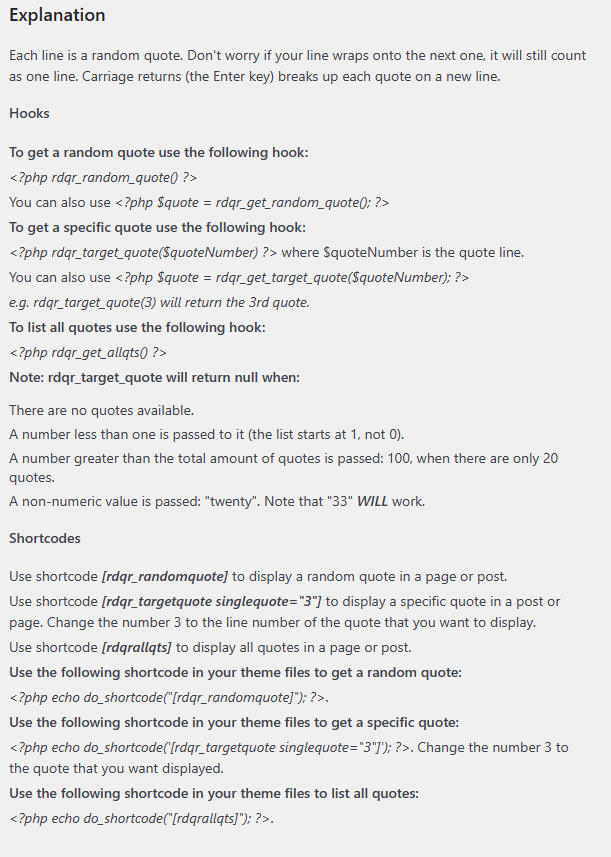 Explanation
Each line is a random quote. Don't worry if your line wraps onto the next one, it will still count
as one line. Carriage returns (the Enter key) breaks up each quote on a new line.
Hooks
To get a random quote use the following hook:
<?php rdqr_random_quote() ?>
You can also use <?php $quote = rdqr_get_random_quote(); ?>
To get a specific quote use the following hook:
<?php rdqr_target_quote($quoteNumber) ?> where $quoteNumber is the quote line.
You can also use <?php $quote = rdqr_get_target_quote($quoteNumber); ?>
e.g. rdqr_target_quote(3) will return the 3rd quote.
To list all quotes use the following hook:
<?php rdqr_get_allqts() ?>
Note: rdqr_target_quote will return null when:
There are no quotes available.
A number less than one is passed to it (the list starts at 1, not 0).
A number greater than the total amount of quotes is passed: 100, when there are only 20
quotes.
A non-numeric value is passed: "twenty". Note that "33" WILL work.
Shortcodes
Use shortcode [rdqr_randomquote] to display a random quote in a page or post.
Use shortcode [rdqr_targetquote singlequote="3"] to display a specific quote in a post or
page. Change the number 3 to the line number of the quote that you want to display.
Use shortcode [rdqrallqts] to display all quotes in a page or post.
Use the following shortcode in your theme files to get a random quote:
<?php echo do_shortcode("[rdqr_randomquote]"); ?>.
Use the following shortcode in your theme files to get a specific quote:
<?php echo do_shortcode('[rdqr_targetquote singlequote="3"]'); ?>. Change the number 3 to
the quote that you want displayed.
Use the following shortcode in your theme files to list all quotes:
<?php echo do_shortcode("[rdqrallqts]"); ?>.